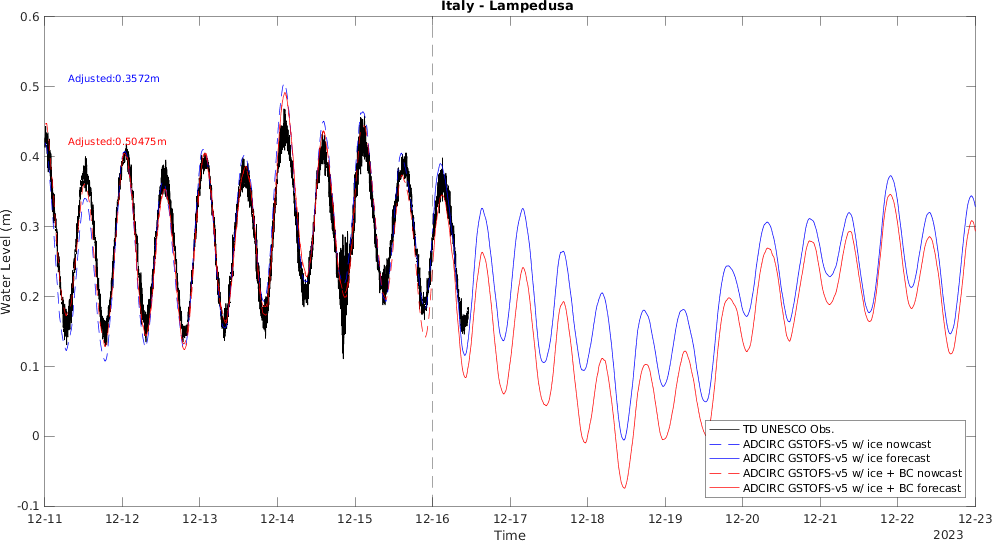 Italy - Lampedusa
0.6
0.5
0.4
0.3
0.2
0.1
0
-0.1
Water Level (m)
Adjusted:0.3572m
Adjusted:0.50475m
TD UNESCO Obs.
ADCIRC GSTOFS-v5 w/ ice nowcast
ADCIRC GSTOFS-v5 w/ ice forecast
ADCIRC GSTOFS-v5 w/ ice + BC nowcast
ADCIRC GSTOFS-v5 w/ ice + BC forecast
12-11 12-12 12-13 12-14 12-15 12-16 12-17 12-18 12-19 12-20 12-21 12-22 12-23
Time
2023